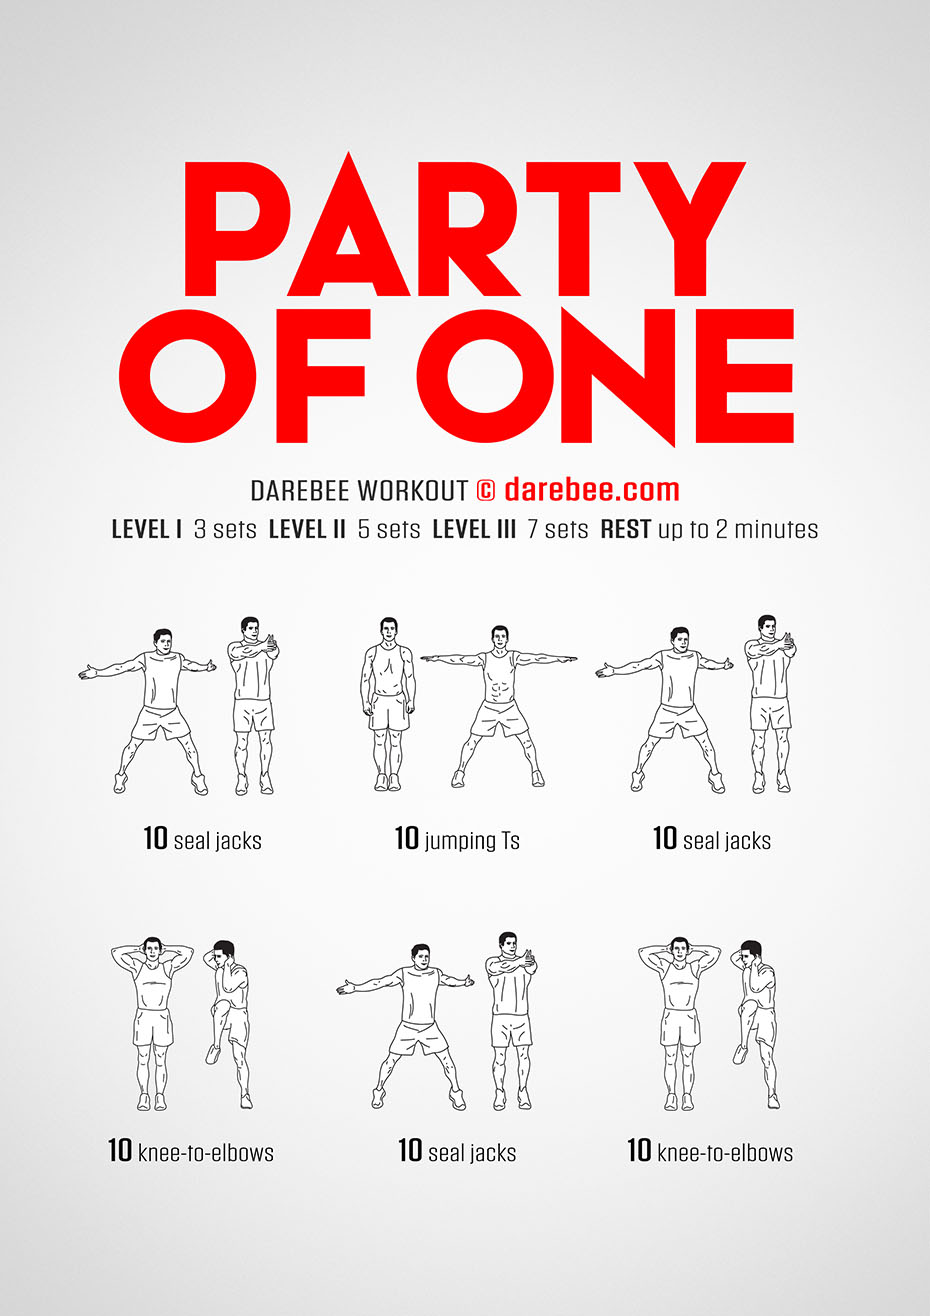 PARTY
OF ONE
DAREBEE WORKOUT © darebee.com
LEVEL I 3 sets LEVEL II 5 sets LEVEL III 7 sets REST up to 2 minutes
10 seal jacks
10 jumping Ts
10 seal jacks
10 knee-to-elbows
10 seal jacks
10 knee-to-elbows